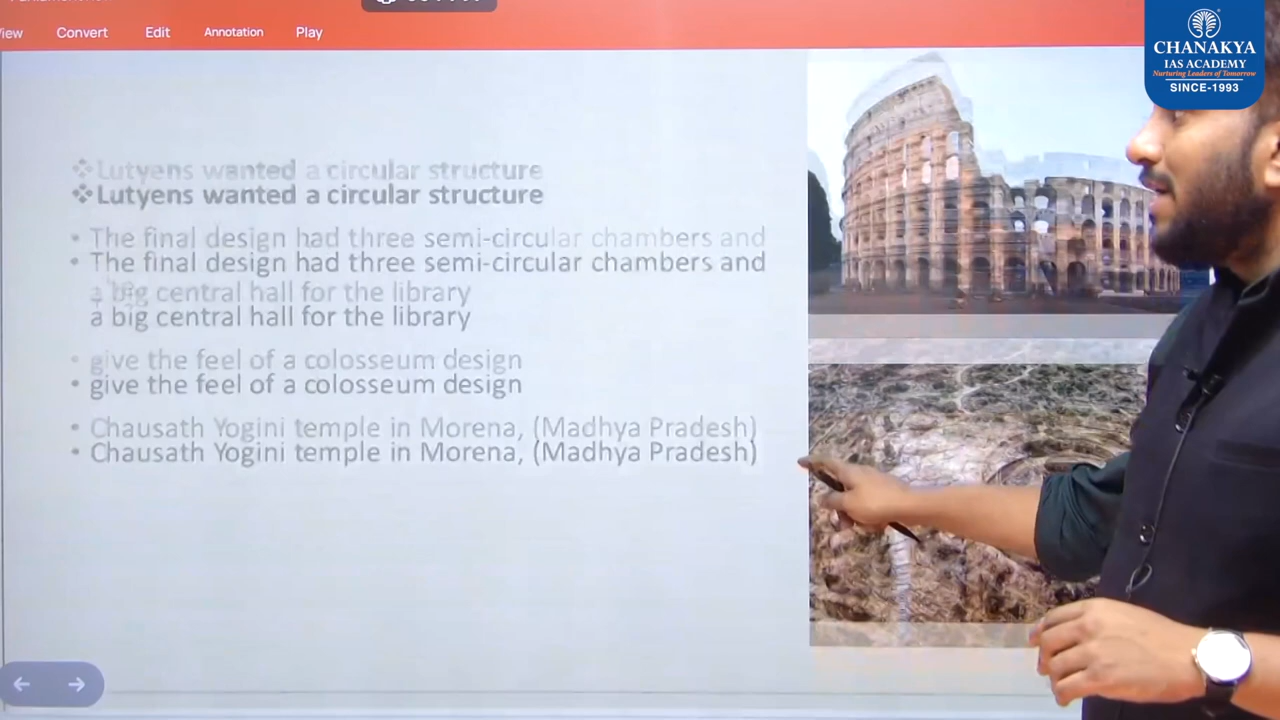 View Convert Edit Annotation Play
CHANAKYA
IAS ACADEMY
Nurturing Leaders of Tomorrow
SINCE-1993
❖Lutyens wanted a circular structure
❖Lutyens wanted a circular structure
• The final design had three semi-circular chambers and
• The final design had three semi-circular chambers and
a big central hall for the library
a big central hall for the library
• give the feel of a colosseum design
• give the feel of a colosseum design
• Chausath Yogini temple in Morena, (Madhya Pradesh)
• Chausath Yogini temple in Morena, (Madhya Pradesh)